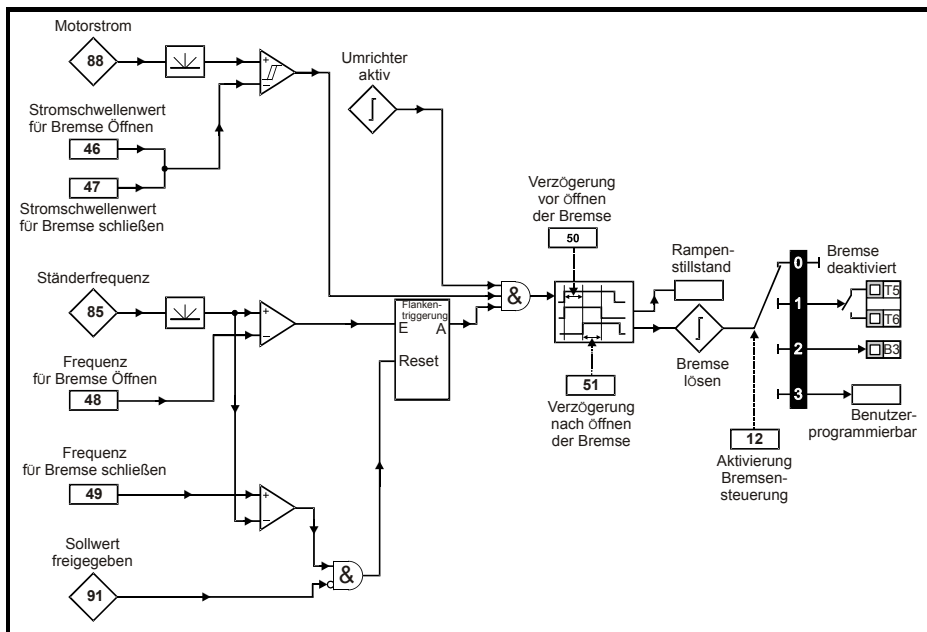 Motorstrom
88
+
−
Stromschwellenwert
für Bremse Öffnen
46
47
Stromschwellenwert
für Bremse schließen
Umrichter
aktiv
Ständerfrequenz
85
+
−
Frequenz
für Bremse Öffnen
48
Flanken-
triggerung
E A
Reset
Frequenz
für Bremse schließen
49
+
−
Sollwert
freigegeben
91
&
&
Verzögerung
vor öffnen
der Bremse
50
51
Verzögerung
nach öffnen
der Bremse
Rampen-
stillstand
Bremse
lösen
0
1
2
3
Bremse
deaktiviert
T5
T6
B3
Benutzer-
programmierbar
12
Aktivierung
Bremsen-
steuerung